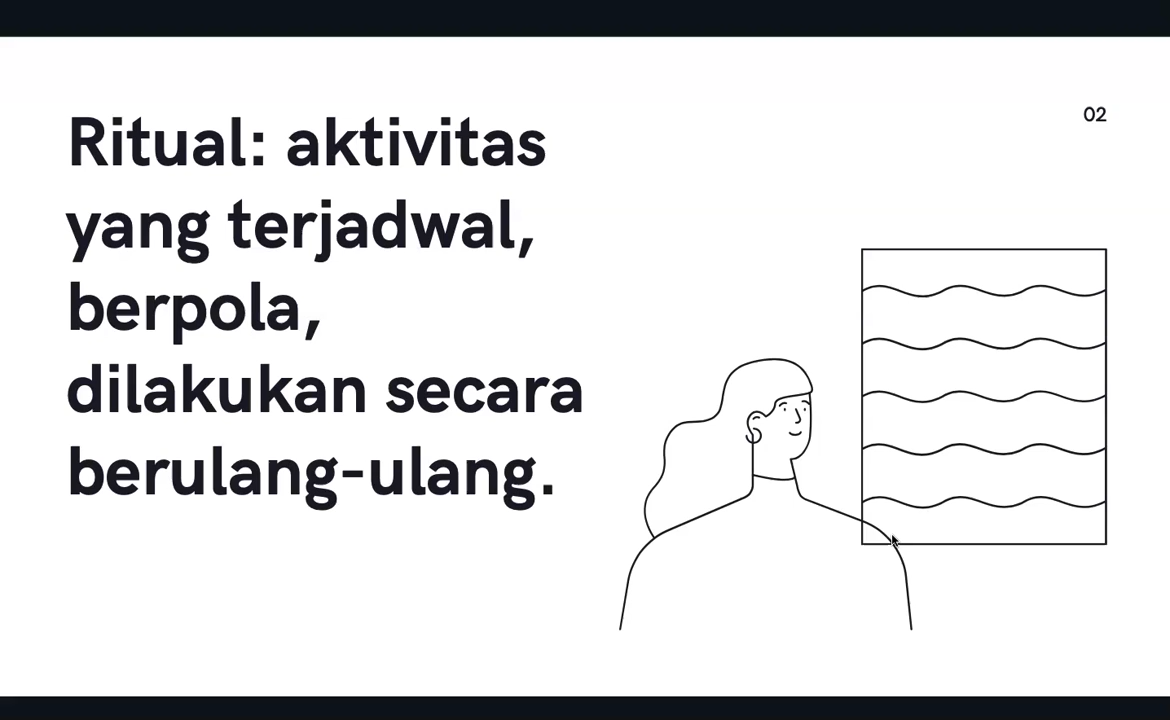 Ritual: aktivitas
yang terjadwal,
berpola,
dilakukan secara
berulang-ulang.
02